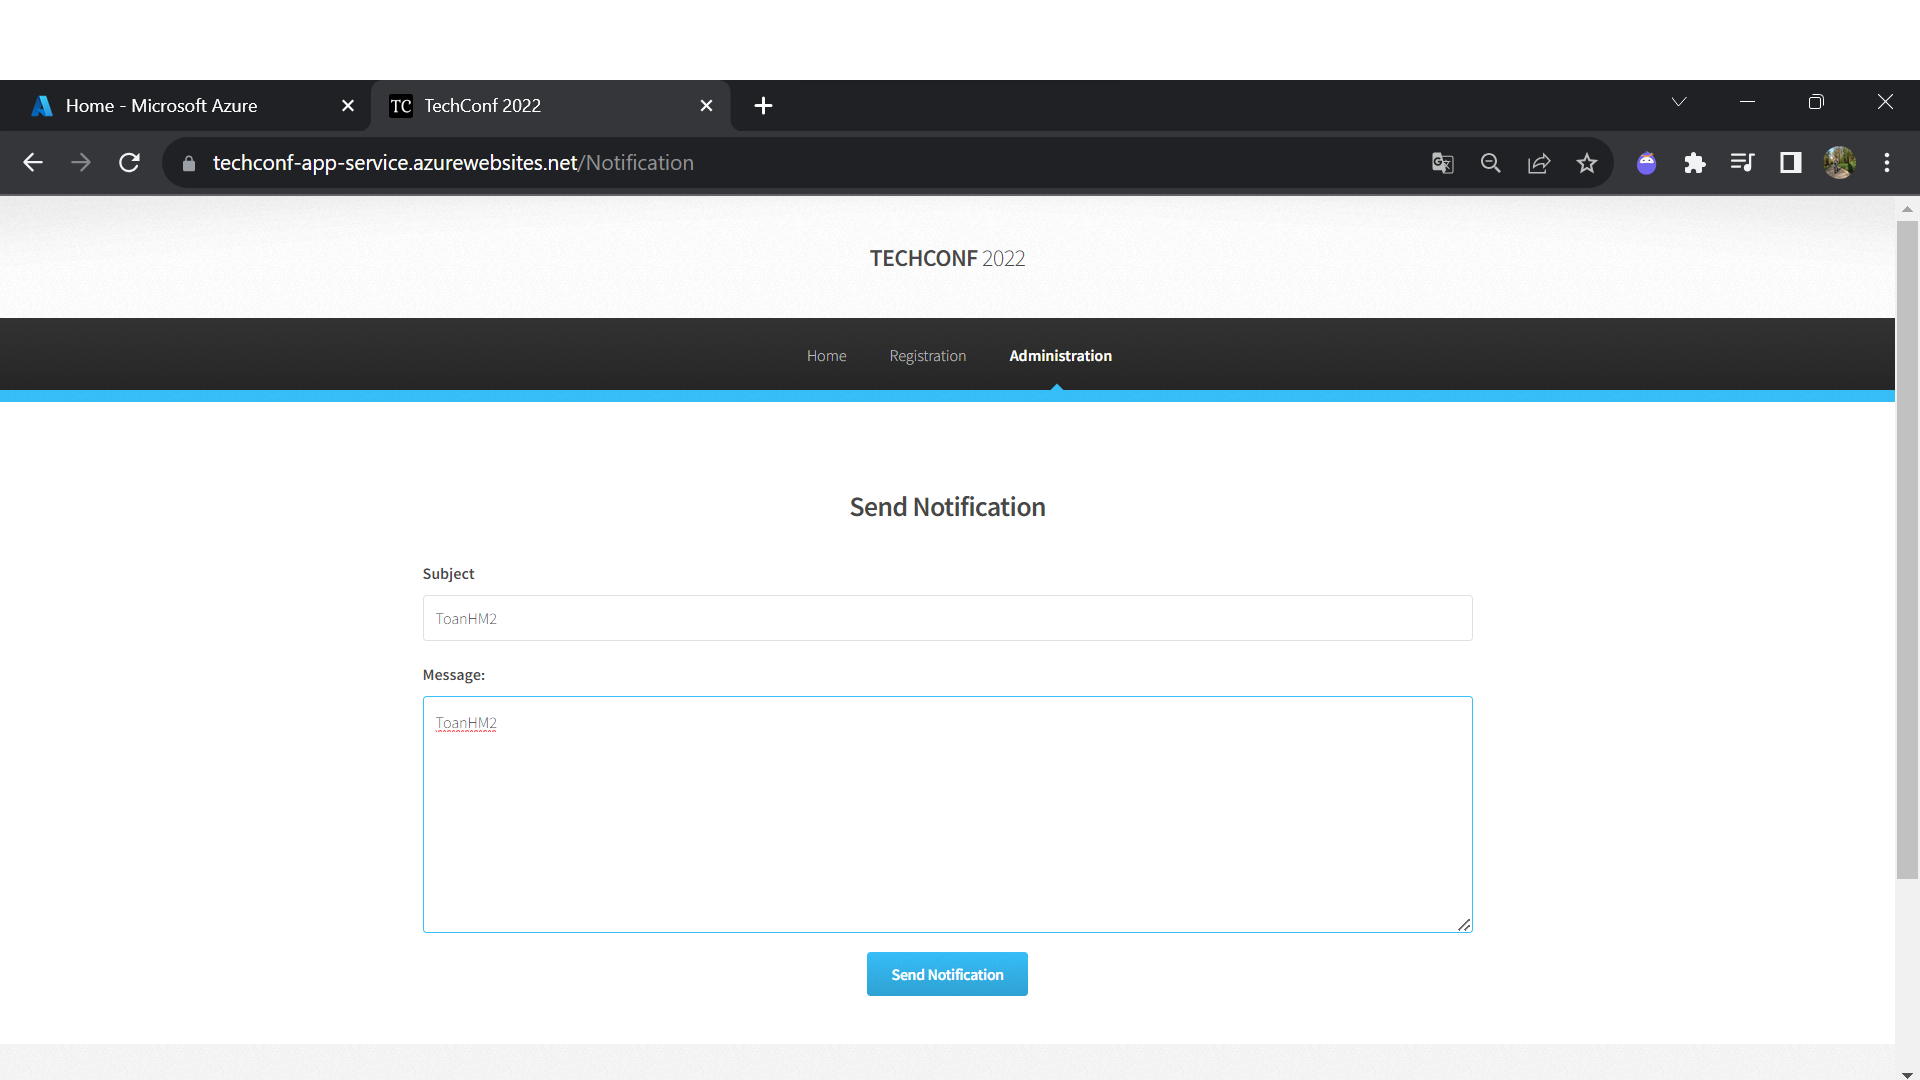 Home - Microsoft Azure
TC TechConf 2022
techconf-app-service.azurewebsites.net/Notification
TECHCONF 2022
Home Registration Administration
Send Notification
Subject
ToanHM2
Message:
ToanHM2
Send Notification